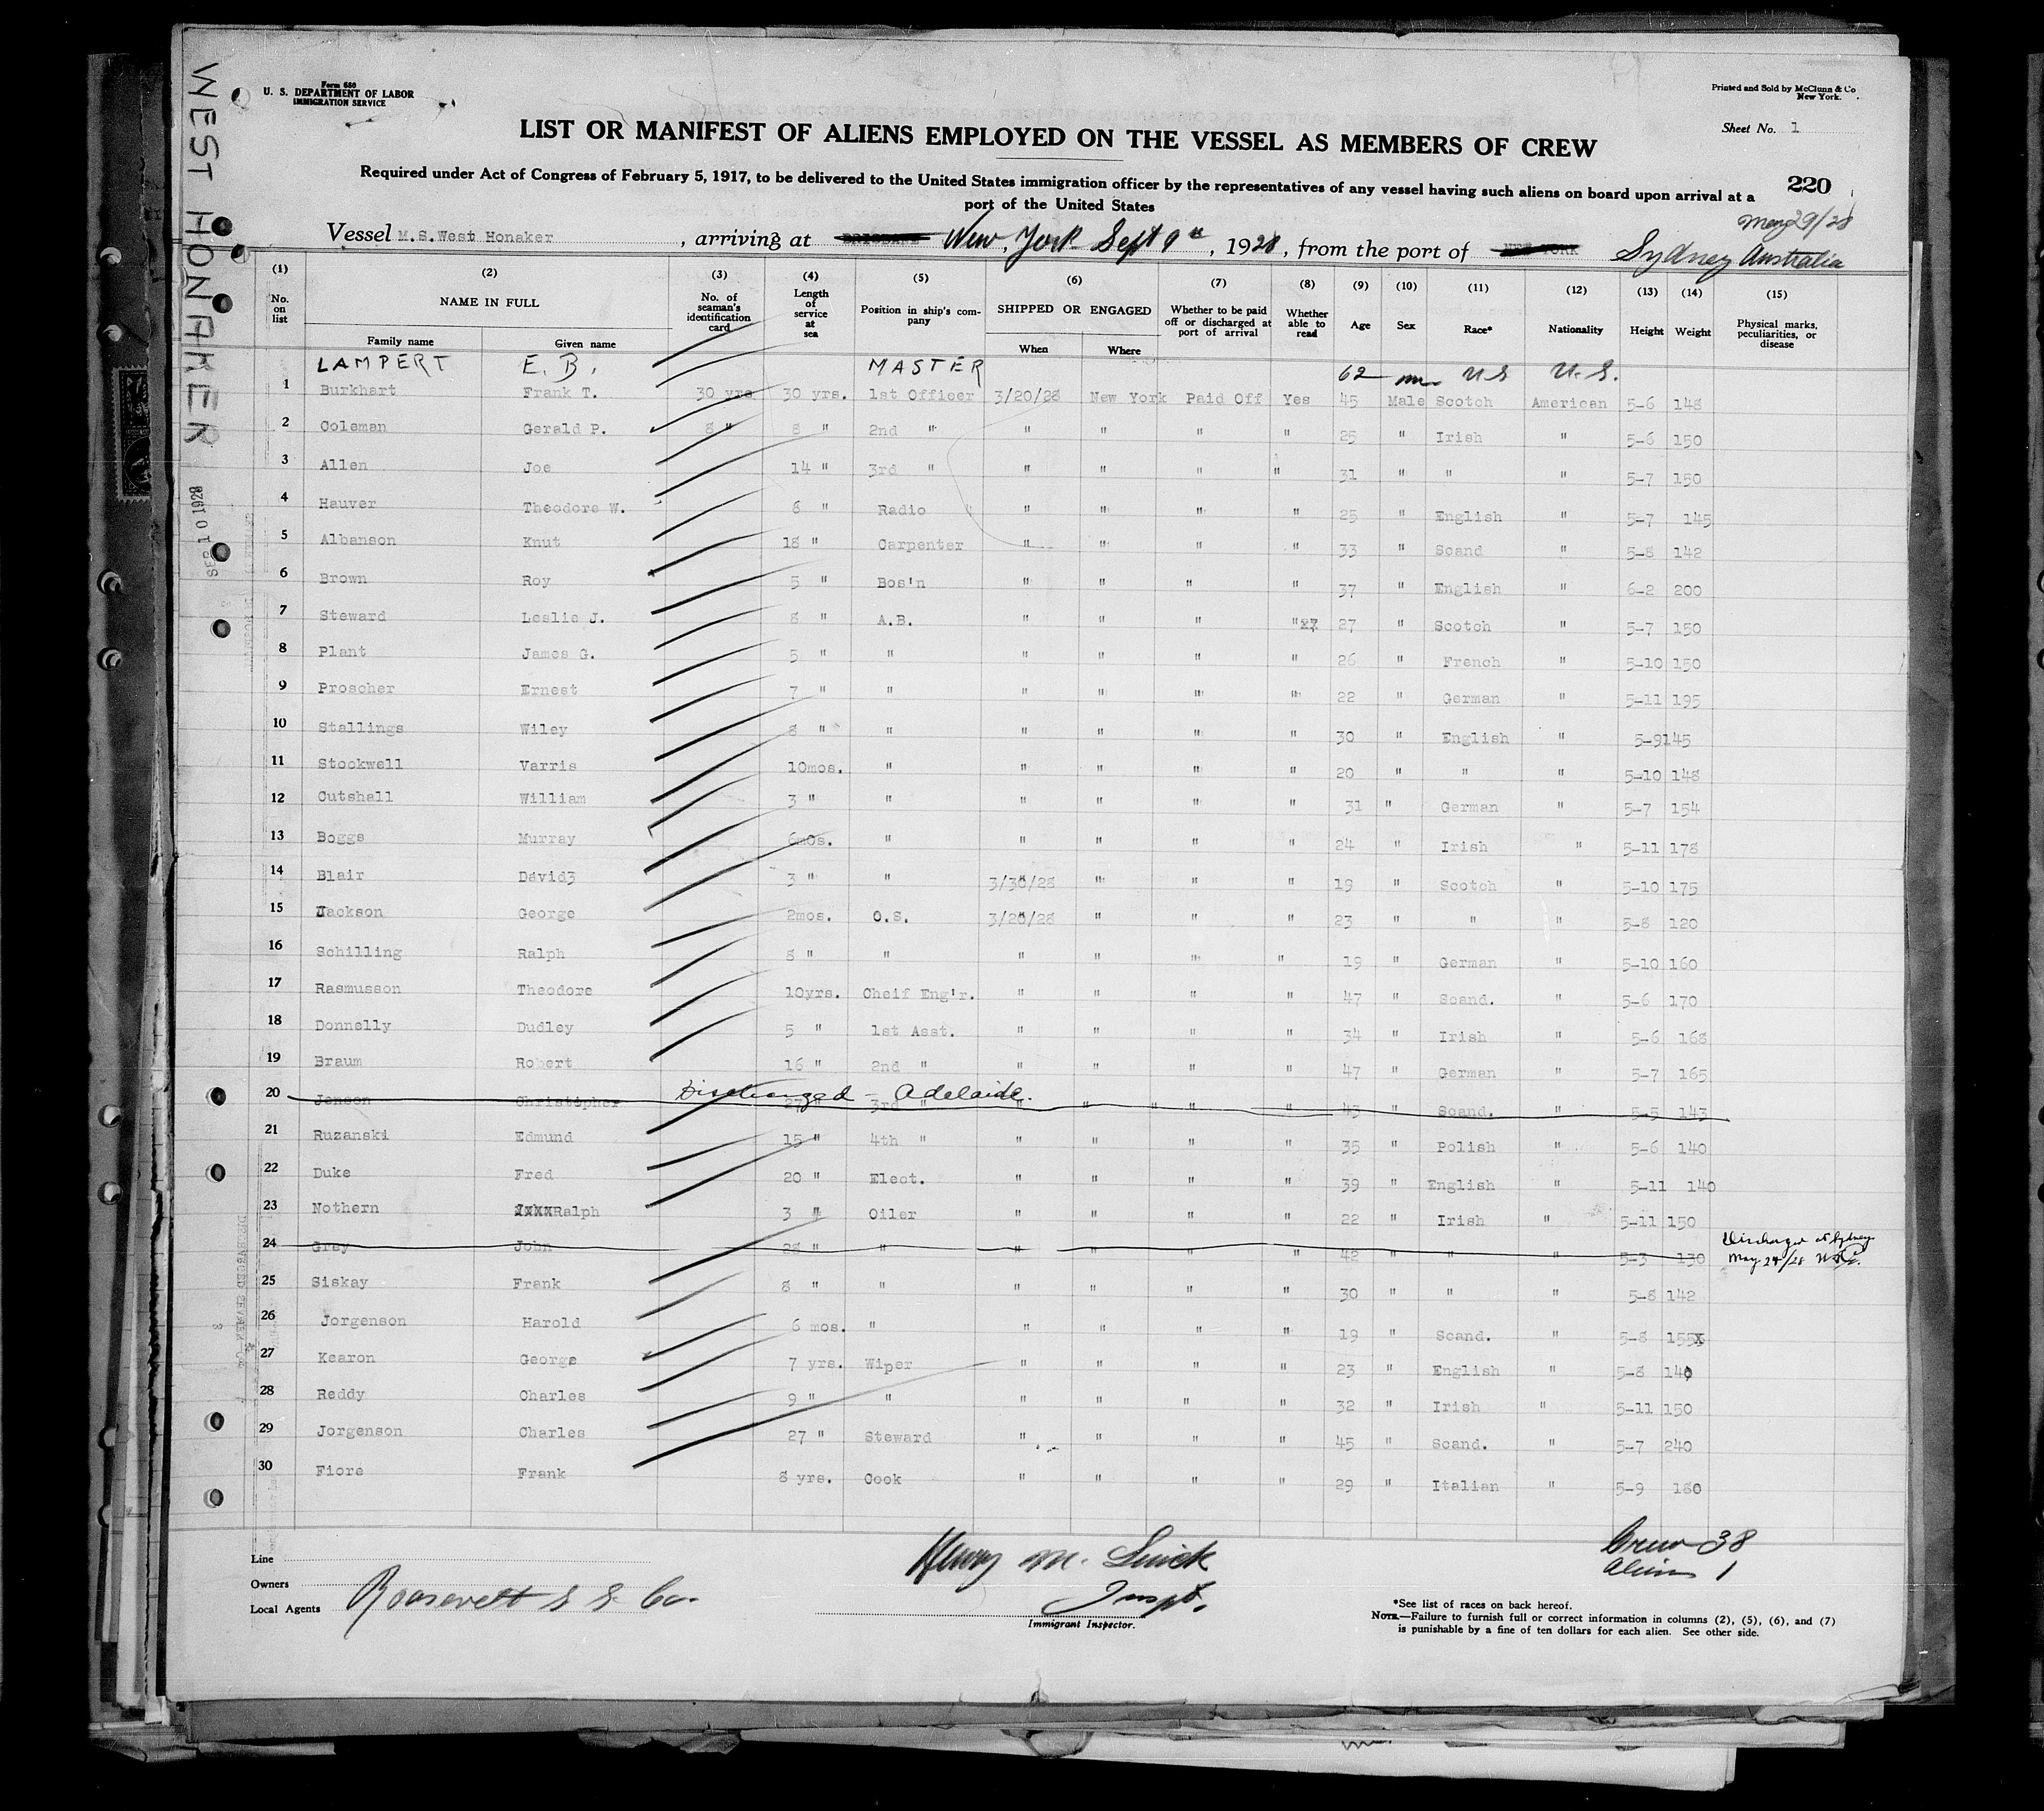 WEST HONAKER
SEP 10 1928
Form 680
U. S. DEPARTMENT OF LABOR
IMMIGRATION SERVICE
Printed and Sold by McClunn & Co
New York.
LIST OR MANIFEST OF ALIENS EMPLOYED ON THE VESSEL AS MEMBERS OF CREW
Sheet No. 1
Required under Act of Congress of February 5, 1917, to be delivered to the United States immigration officer by the representatives of any vessel having such aliens on board upon arrival at a
port of the United States
220
May 29/28
Vessel M.S.West Honaker , arriving at BRISBANE New York Sept 9th, 1928, from the port of NEW YORK Sydney Australia
(1) (2) (3) (4) (5) (6) (7) (8) (9) (10) (11) (12) (13) (14) (15)
No. on list NAME IN FULL Family name Given name No. of seaman's identification card Length of service at sea Position in ship's company SHIPPED OR ENGAGED When Where Whether to be paid off or discharged at port of arrival Whether able to read Age Sex Race* Nationality Height Weight Physical marks, peculiarities, or disease
LAMPERT E. B. MASTER 62 m U S U.S.
1 Burkhart Frank T. 30 yrs 30 yrs. 1st Officer 3/20/28 New York Paid Off Yes 45 Male Scotch American 5-6 148
2 Coleman Gerald P. 8 " 8 " 2nd " " " " " 25 " Irish " 5-6 150
3 Allen Joe 14 " 3rd " " " " " 31 " " " 5-7 150
4 Hauver Theodore W. 6 " Radio " " " " 25 " English " 5-7 145
5 Albanson Knut 18 " Carpenter " " " " 33 " Scand " 5-8 142
6 Brown Roy 5 " Bos'n " " " " 37 " English " 6-2 200
7 Steward Leslie J. 8 " A.B. " " " " 27 " Scotch " 5-7 150
8 Plant James G. 5 " " " " " " 26 " French " 5-10 150
9 Proscher Ernest 7 " " " " " " 22 " German " 5-11 195
10 Stallings Wiley 8 " " " " " " 30 " English " 5-9 145
11 Stockwell Varris 10mos. " " " " " 20 " " " 5-10 148
12 Cutshall William 3 " " " " " " 31 " German " 5-7 154
13 Boggs Murray 6mos. " " " " " 24 " Irish " 5-11 178
14 Blair David 3 " " 3/30/28 " " " 19 " Scotch " 5-10 175
15 Jackson George 2mos. O.S. 3/20/28 " " " 23 " " " 5-8 120
16 Schilling Ralph 8 " " " " " " 19 " German " 5-10 160
17 Rasmusson Theodore 10yrs. Cheif Eng'r. " " " " 47 " Scand. " 5-6 170
18 Donnelly Dudley 5 " 1st Asst. " " " " 34 " Irish " 5-6 168
19 Braum Robert 16 " 2nd " " " " " 47 " German " 5-7 165
Discharged - Adelaide.
20 Jenson Christopher 27 " 3rd " " " " " 43 " Scand. " 5-5 143
21 Ruzanski Edmund 15 " 4th " " " " " 35 " Polish " 5-6 140
22 Duke Fred 20 " Elect. " " " " 39 " English " 5-11 140
23 Nothern Ralph 3 " Oiler " " " " 22 " Irish " 5-11 150
24 Gray John 28 " " " " " " 42 " " " 5-3 130 Discharged at Sydney
May 29/28
25 Siskay Frank 8 " " " " " " 30 " " " 5-8 142
26 Jorgenson Harold 6 mos. " " " " " 19 " Scand. " 5-8 155
27 Kearon George 7 yrs. Wiper " " " " 23 " English " 5-8 140
28 Reddy Charles 9 " " " " " " 32 " Irish " 5-11 150
29 Jorgenson Charles 27 " Steward " " " " 45 " Scand. " 5-7 240
30 Fiore Frank 8 yrs. Cook " " " " 29 " Italian " 5-9 180
Crew 38
Aliens 1
Line
Owners
Local Agents Roosevelt S S Co.
Henry M.
Inspt.
Immigrant Inspector.
*See list of races on back hereof.
NOTE.—Failure to furnish full or correct information in columns (2), (5), (6), and (7)
is punishable by a fine of ten dollars for each alien. See other side.